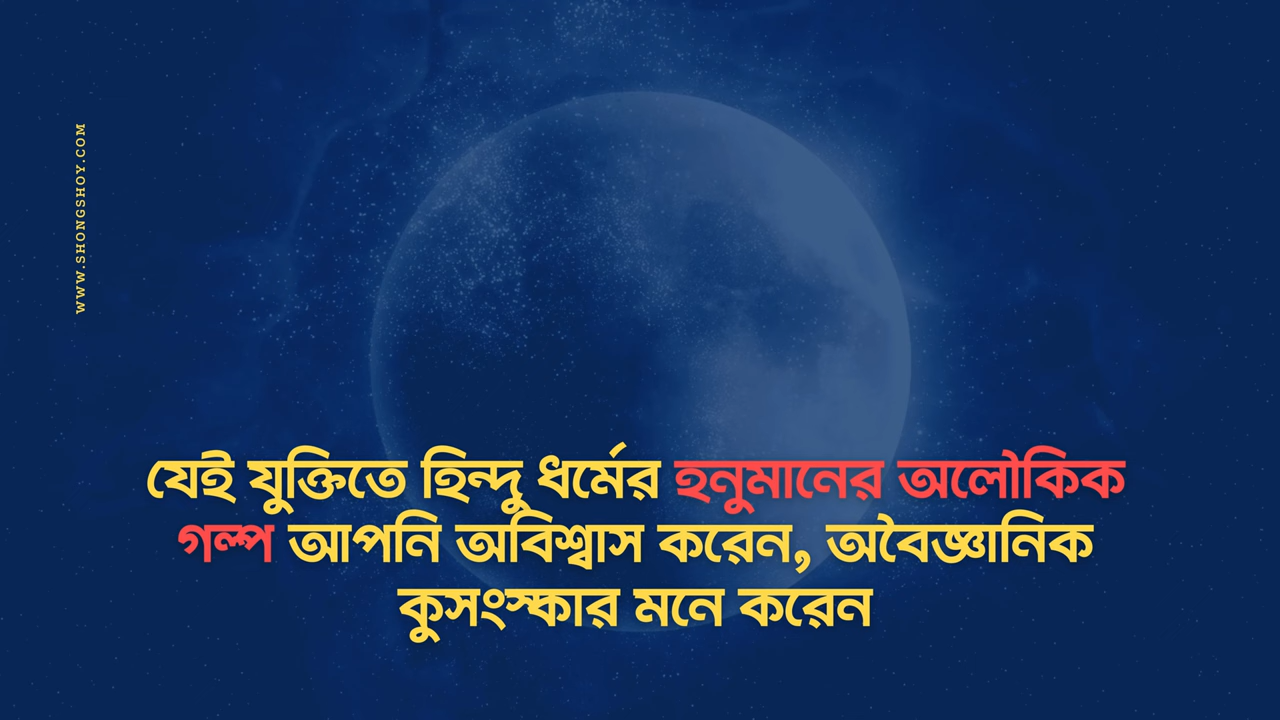 WWW.SHONGSHOY.COM
যেই যুক্তিতে হিন্দু ধর্মের হনুমানের অলৌকিক
গল্প আপনি অবিশ্বাস করেন, অবৈজ্ঞানিক
কুসংস্কার মনে করেন